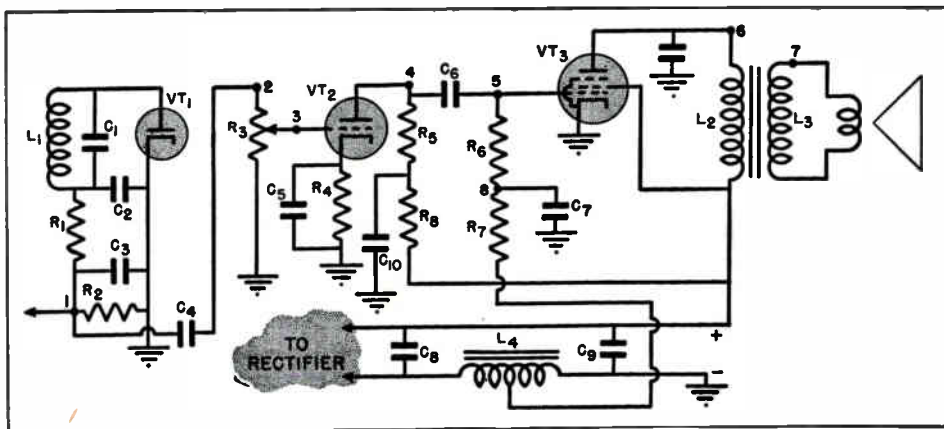 6
VT3
7
4
C6
5
2
VT2
VT1
L1
C1
R3
3
R5
L2
L3
R6
C2
C5
R4
8
R1
R8
C7
R7
C3
C10
1
R2
C4
+
TO
RECTIFIER
C8
L4
C9
-